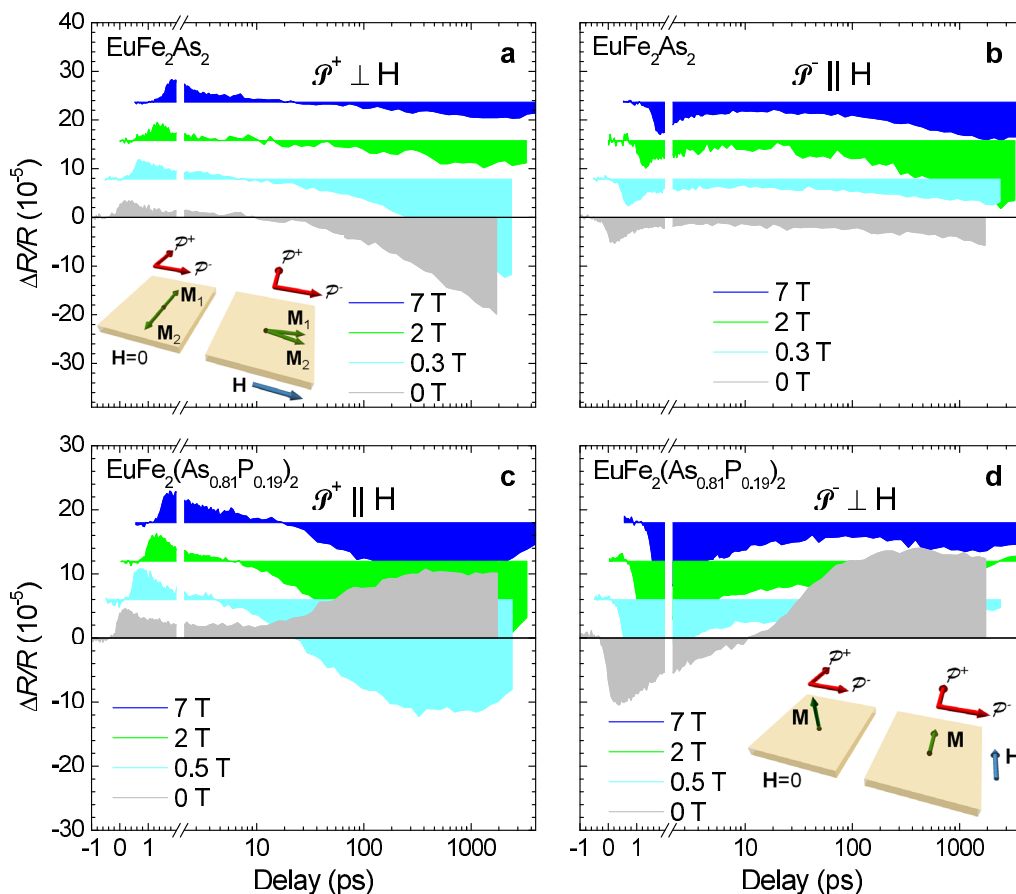 40
30
20
10
0
-10
-20
-30
ΔR/R (10⁻⁵)
EuFe₂As₂
a
𝒫⁺ ⊥ H
𝒫⁺
𝒫⁻
M₁
M₂
H=0
𝒫⁺
𝒫⁻
M₁
M₂
H
7 T
2 T
0.3 T
0 T
EuFe₂As₂
b
𝒫⁻ || H
7 T
2 T
0.3 T
0 T
30
20
10
0
-10
-20
-30
ΔR/R (10⁻⁵)
EuFe₂(As₀.₈₁P₀.₁₉)₂
c
𝒫⁺ || H
7 T
2 T
0.5 T
0 T
-1 0 1 10 100 1000
Delay (ps)
EuFe₂(As₀.₈₁P₀.₁₉)₂
d
𝒫⁻ ⊥ H
7 T
2 T
0.5 T
0 T
𝒫⁺
𝒫⁻
M
H=0
𝒫⁺
𝒫⁻
M
H
-1 0 1 10 100 1000
Delay (ps)